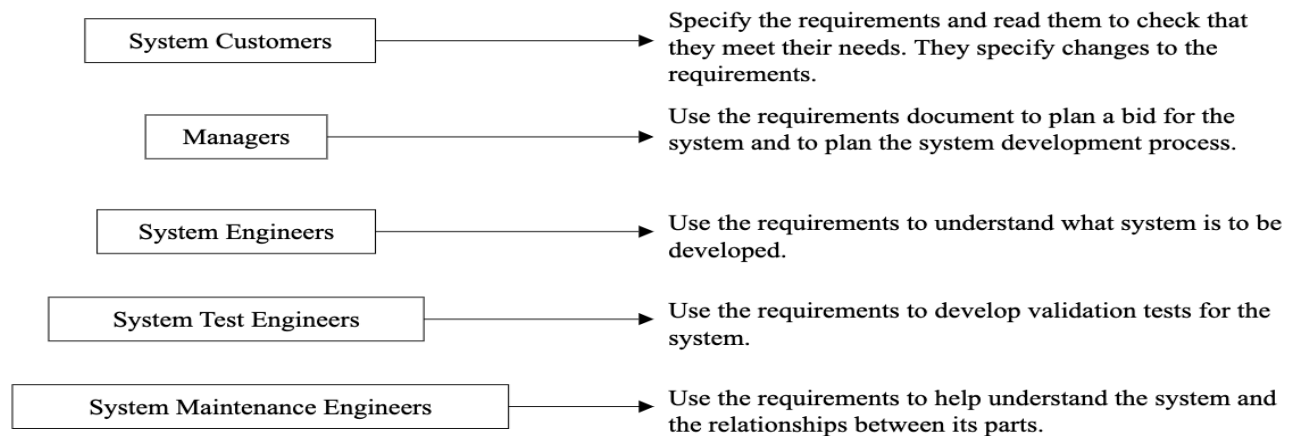 System Customers
Specify the requirements and read them to check that
they meet their needs. They specify changes to the
requirements.
Managers
Use the requirements document to plan a bid for the
system and to plan the system development process.
System Engineers
Use the requirements to understand what system is to be
developed.
System Test Engineers
Use the requirements to develop validation tests for the
system.
System Maintenance Engineers
Use the requirements to help understand the system and
the relationships between its parts.